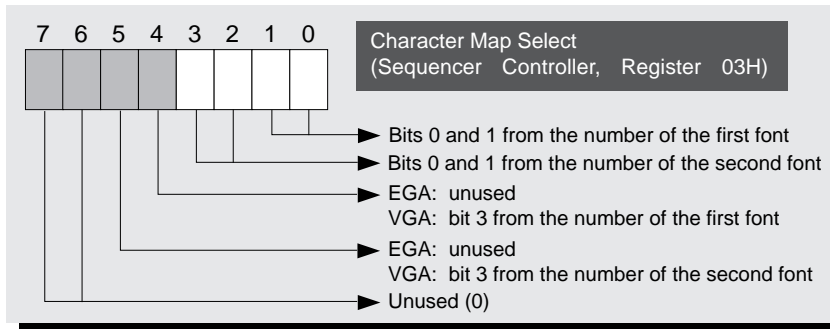 7 6 5 4 3 2 1 0
Character Map Select
(Sequencer Controller, Register 03H)
Bits 0 and 1 from the number of the first font
Bits 0 and 1 from the number of the second font
EGA: unused
VGA: bit 3 from the number of the first font
EGA: unused
VGA: bit 3 from the number of the second font
Unused (0)